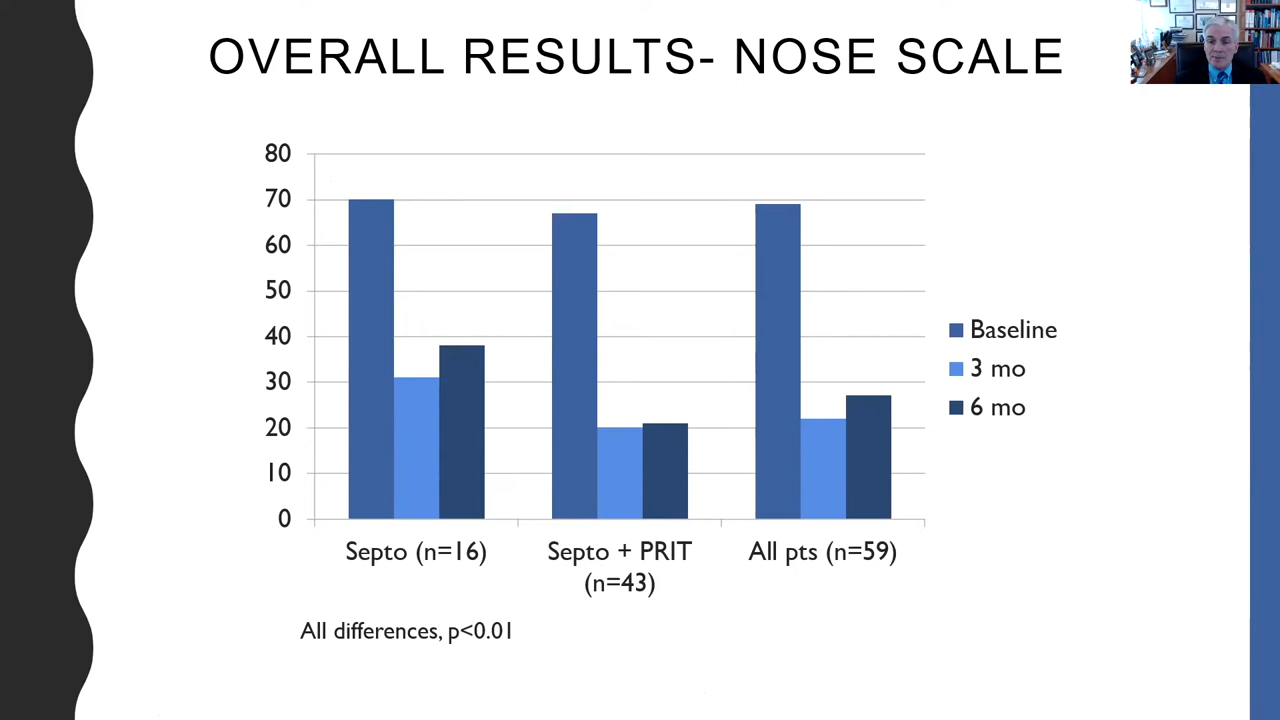 OVERALL RESULTS- NOSE SCALE
80
70
60
50
40
30
20
10
0
Septo (n=16)
Septo + PRIT
(n=43)
All pts (n=59)
Baseline
3 mo
6 mo
All differences, p<0.01